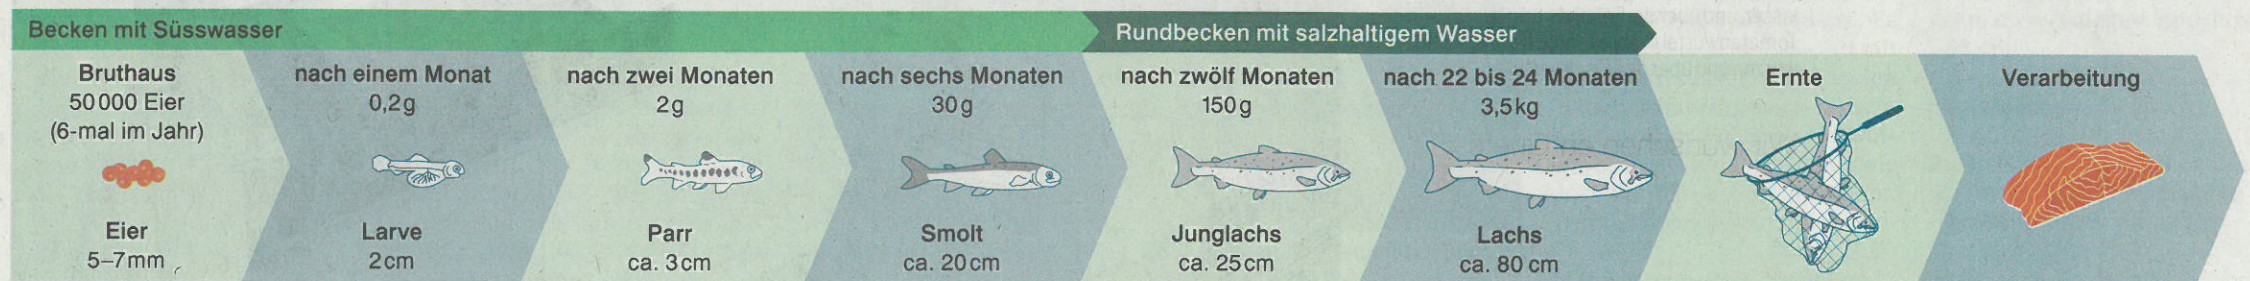 Becken mit Süsswasser
Rundbecken mit salzhaltigem Wasser
Bruthaus
50 000 Eier
(6-mal im Jahr)
Eier
5–7 mm
nach einem Monat
0,2 g
Larve
2 cm
nach zwei Monaten
2 g
Parr
ca. 3 cm
nach sechs Monaten
30 g
Smolt
ca. 20 cm
nach zwölf Monaten
150 g
Junglachs
ca. 25 cm
nach 22 bis 24 Monaten
3,5 kg
Lachs
ca. 80 cm
Ernte
Verarbeitung